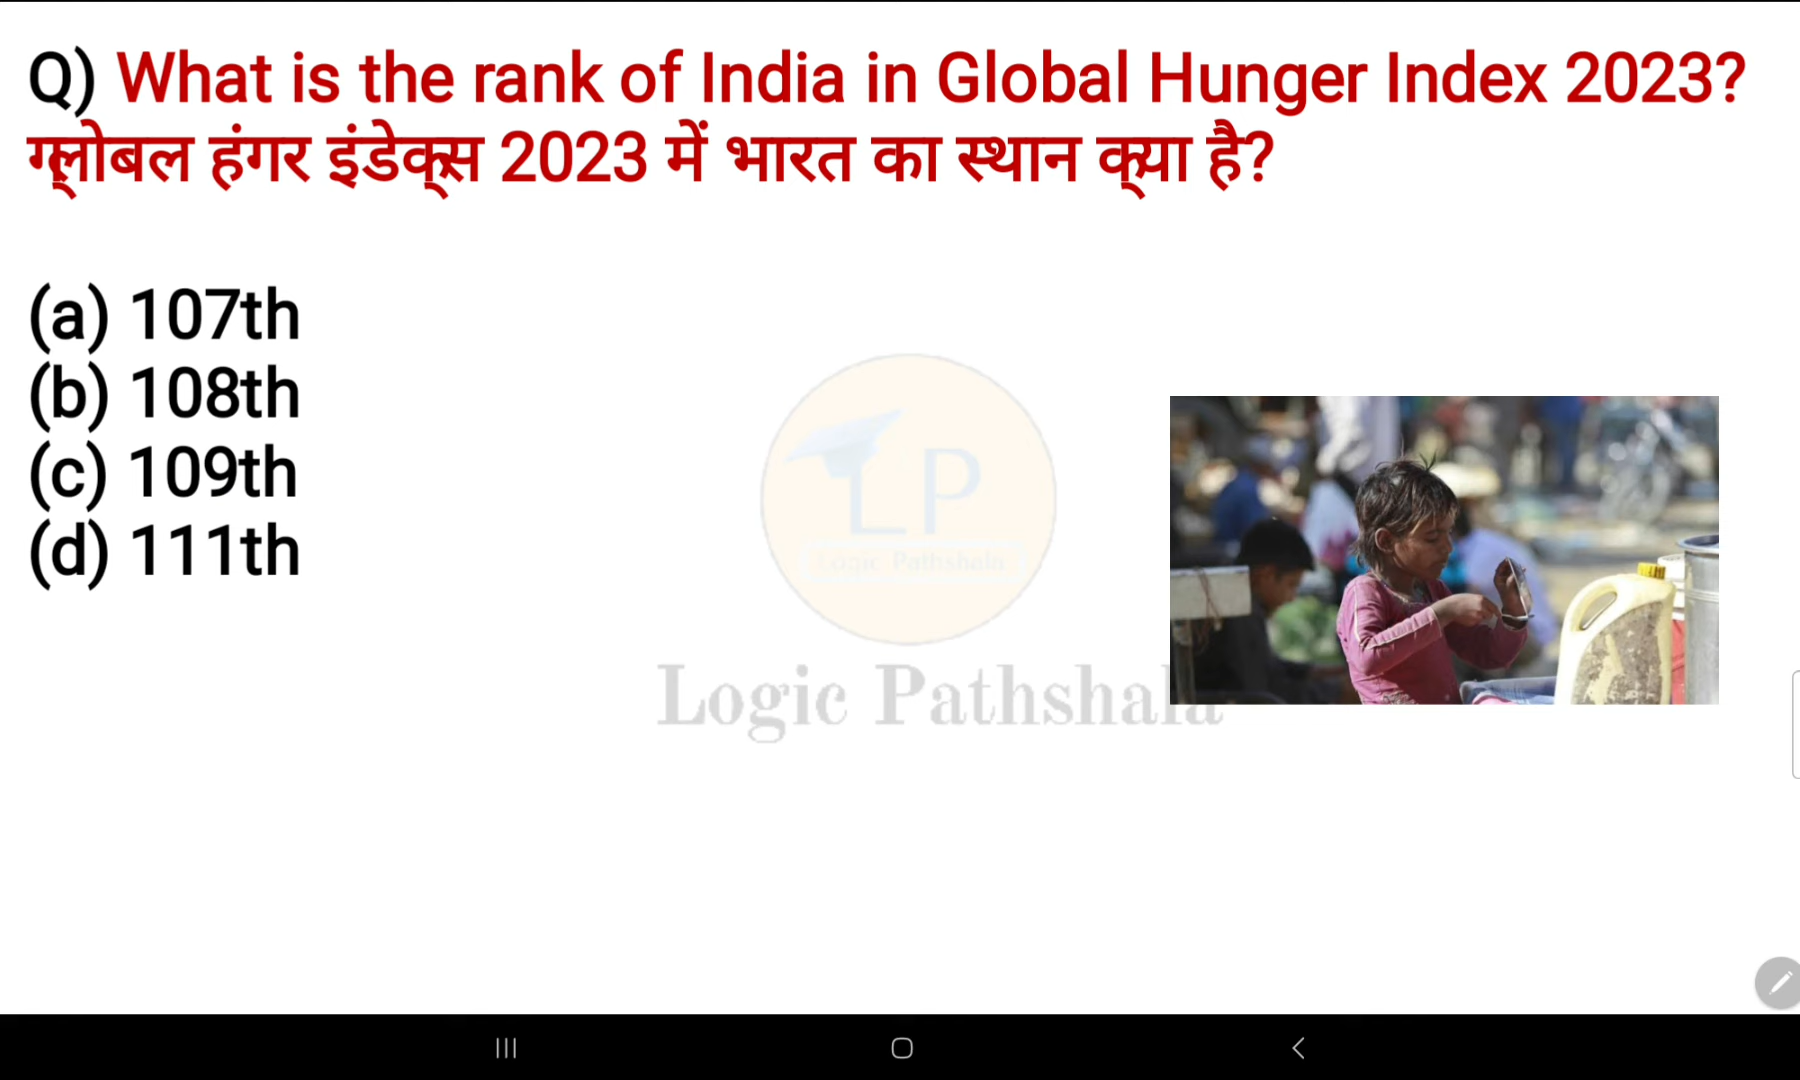 Q) What is the rank of India in Global Hunger Index 2023?
ग्लोबल हंगर इंडेक्स 2023 में भारत का स्थान क्या है?
(a) 107th
(b) 108th
(c) 109th
(d) 111th
LP
Logic Pathshala
Logic Pathshala